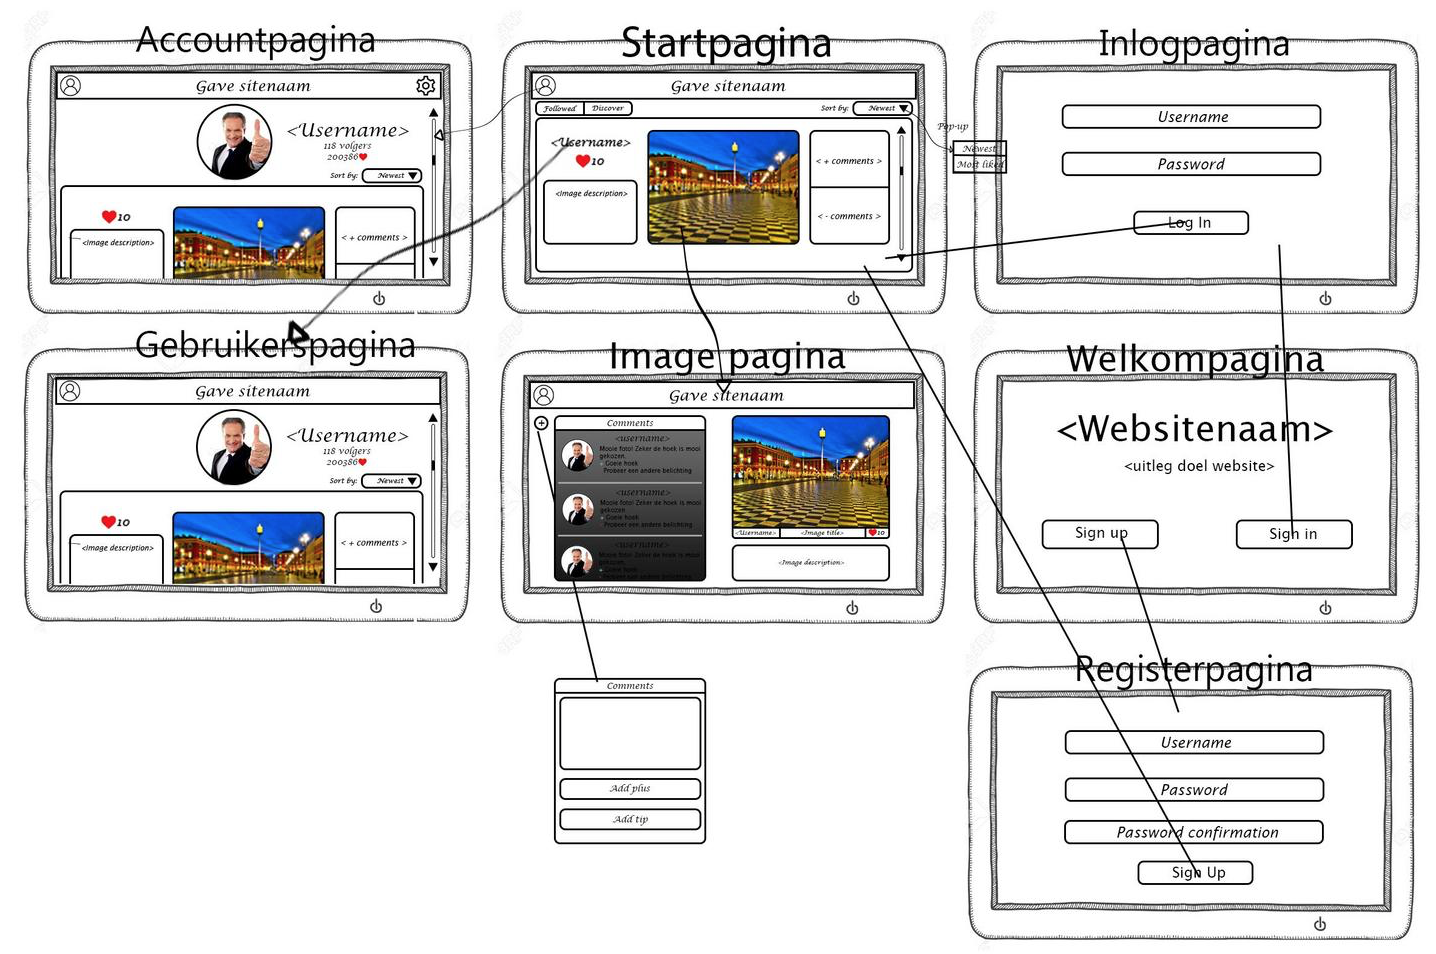 Accountpagina
Gave sitenaam
<Username>
118 volgers
200386
Sort by: Newest
10
<Image description>
< + comments >
Startpagina
Gave sitenaam
Followed Discover
Sort by: Newest
<Username>
10
<Image description>
< + comments >
< - comments >
Pop-up
Newest
Most liked
Inlogpagina
Username
Password
Log In
Gebruikerspagina
Gave sitenaam
<Username>
118 volgers
200386
Sort by: Newest
10
<Image description>
< + comments >
Image pagina
Gave sitenaam
Comments
<username>
Mooie foto! Zeker de hoek is mooi
gekozen.
+ Goeie hoek
Probeer een andere belichting
<username>
Mooie foto! Zeker de hoek is mooi
gekozen
Goeie hoek
Probeer een andere belichting
<username>
Mooie foto! Zeker de hoek is mooi
gekozen.
Goeie hoek
<Username> <Image title> 10
<Image description>
Comments
Add plus
Add tip
Welkompagina
<Websitenaam>
<uitleg doel website>
Sign up
Sign in
Registerpagina
Username
Password
Password confirmation
Sign Up